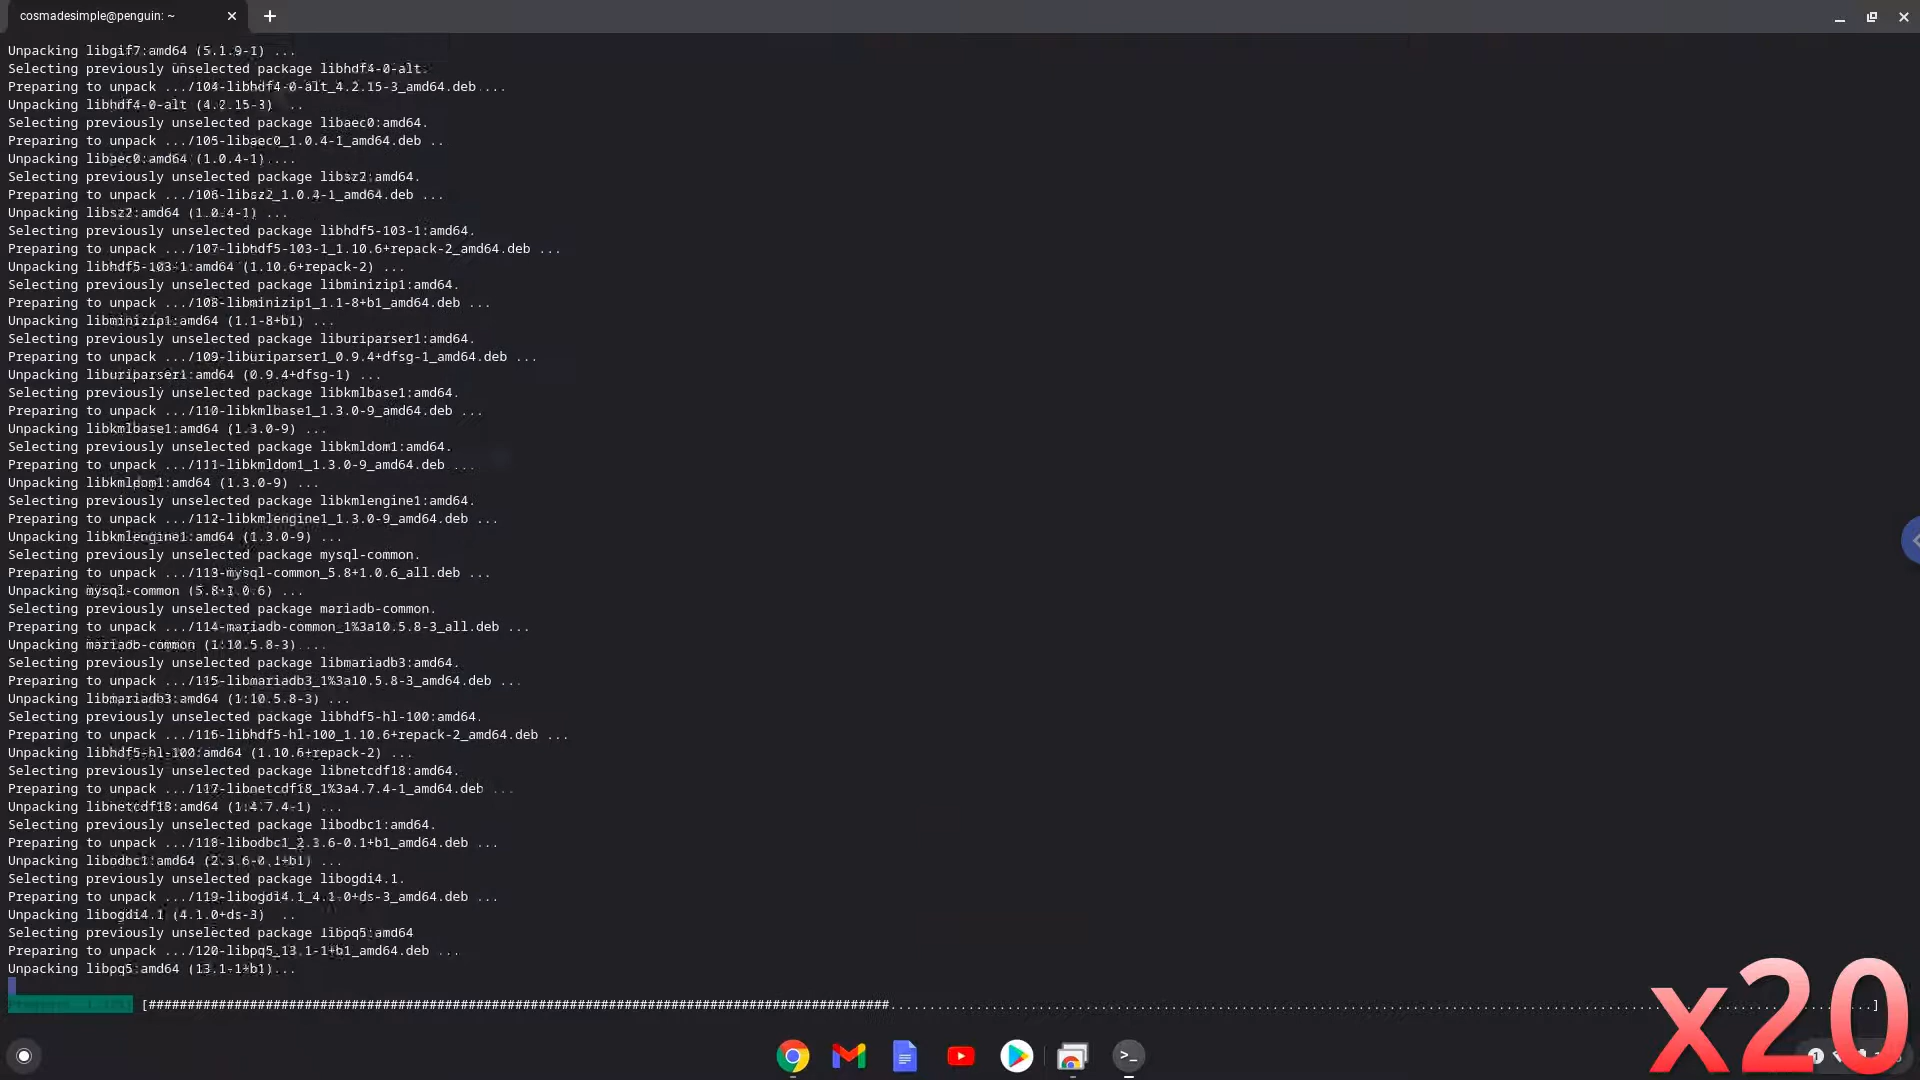 cosmadesimple@penguin: ~
Unpacking libgif7:amd64 (5.1.9-1) ...
Selecting previously unselected package libhdf4-0-alt.
Preparing to unpack .../104-libhdf4-0-alt_4.2.15-3_amd64.deb ...
Unpacking libhdf4-0-alt (4.2.15-3) ..
Selecting previously unselected package libaec0:amd64.
Preparing to unpack .../105-libaec0_1.0.4-1_amd64.deb ..
Unpacking libaec0:amd64 (1.0.4-1) ...
Selecting previously unselected package libsz2:amd64.
Preparing to unpack .../106-libsz2_1.0.4-1_amd64.deb ...
Unpacking libsz2:amd64 (1.0.4-1) ...
Selecting previously unselected package libhdf5-103-1:amd64.
Preparing to unpack .../107-libhdf5-103-1_1.10.6+repack-2_amd64.deb ...
Unpacking libhdf5-103-1:amd64 (1.10.6+repack-2) ...
Selecting previously unselected package libminizip1:amd64.
Preparing to unpack .../108-libminizip1_1.1-8+b1_amd64.deb ...
Unpacking libminizip1:amd64 (1.1-8+b1) ...
Selecting previously unselected package liburiparser1:amd64.
Preparing to unpack .../109-liburiparser1_0.9.4+dfsg-1_amd64.deb ...
Unpacking liburiparser1:amd64 (0.9.4+dfsg-1) ...
Selecting previously unselected package libkmlbase1:amd64.
Preparing to unpack .../110-libkmlbase1_1.3.0-9_amd64.deb ...
Unpacking libkmlbase1:amd64 (1.3.0-9) ...
Selecting previously unselected package libkmldom1:amd64.
Preparing to unpack .../111-libkmldom1_1.3.0-9_amd64.deb ...
Unpacking libkmldom1:amd64 (1.3.0-9) ...
Selecting previously unselected package libkmlengine1:amd64.
Preparing to unpack .../112-libkmlengine1_1.3.0-9_amd64.deb ...
Unpacking libkmlengine1:amd64 (1.3.0-9) ...
Selecting previously unselected package mysql-common.
Preparing to unpack .../113-mysql-common_5.8+1.0.6_all.deb ...
Unpacking mysql-common (5.8+1.0.6) ...
Selecting previously unselected package mariadb-common.
Preparing to unpack .../114-mariadb-common_1%3a10.5.8-3_all.deb ...
Unpacking mariadb-common (1:10.5.8-3) ...
Selecting previously unselected package libmariadb3:amd64.
Preparing to unpack .../115-libmariadb3_1%3a10.5.8-3_amd64.deb ...
Unpacking libmariadb3:amd64 (1:10.5.8-3) ...
Selecting previously unselected package libhdf5-hl-100:amd64.
Preparing to unpack .../116-libhdf5-hl-100_1.10.6+repack-2_amd64.deb ...
Unpacking libhdf5-hl-100:amd64 (1.10.6+repack-2) ...
Selecting previously unselected package libnetcdf18:amd64.
Preparing to unpack .../117-libnetcdf18_1%3a4.7.4-1_amd64.deb ...
Unpacking libnetcdf18:amd64 (1:4.7.4-1) ...
Selecting previously unselected package libodbc1:amd64.
Preparing to unpack .../118-libodbc1_2.3.6-0.1+b1_amd64.deb ...
Unpacking libodbc1:amd64 (2.3.6-0.1+b1) ...
Selecting previously unselected package libogdi4.1.
Preparing to unpack .../119-libogdi4.1_4.1.0+ds-3_amd64.deb ...
Unpacking libogdi4.1 (4.1.0+ds-3) ..
Selecting previously unselected package libpq5:amd64
Preparing to unpack .../120-libpq5_13.1-1+b1_amd64.deb ...
Unpacking libpq5:amd64 (13.1-1+b1)...
x20